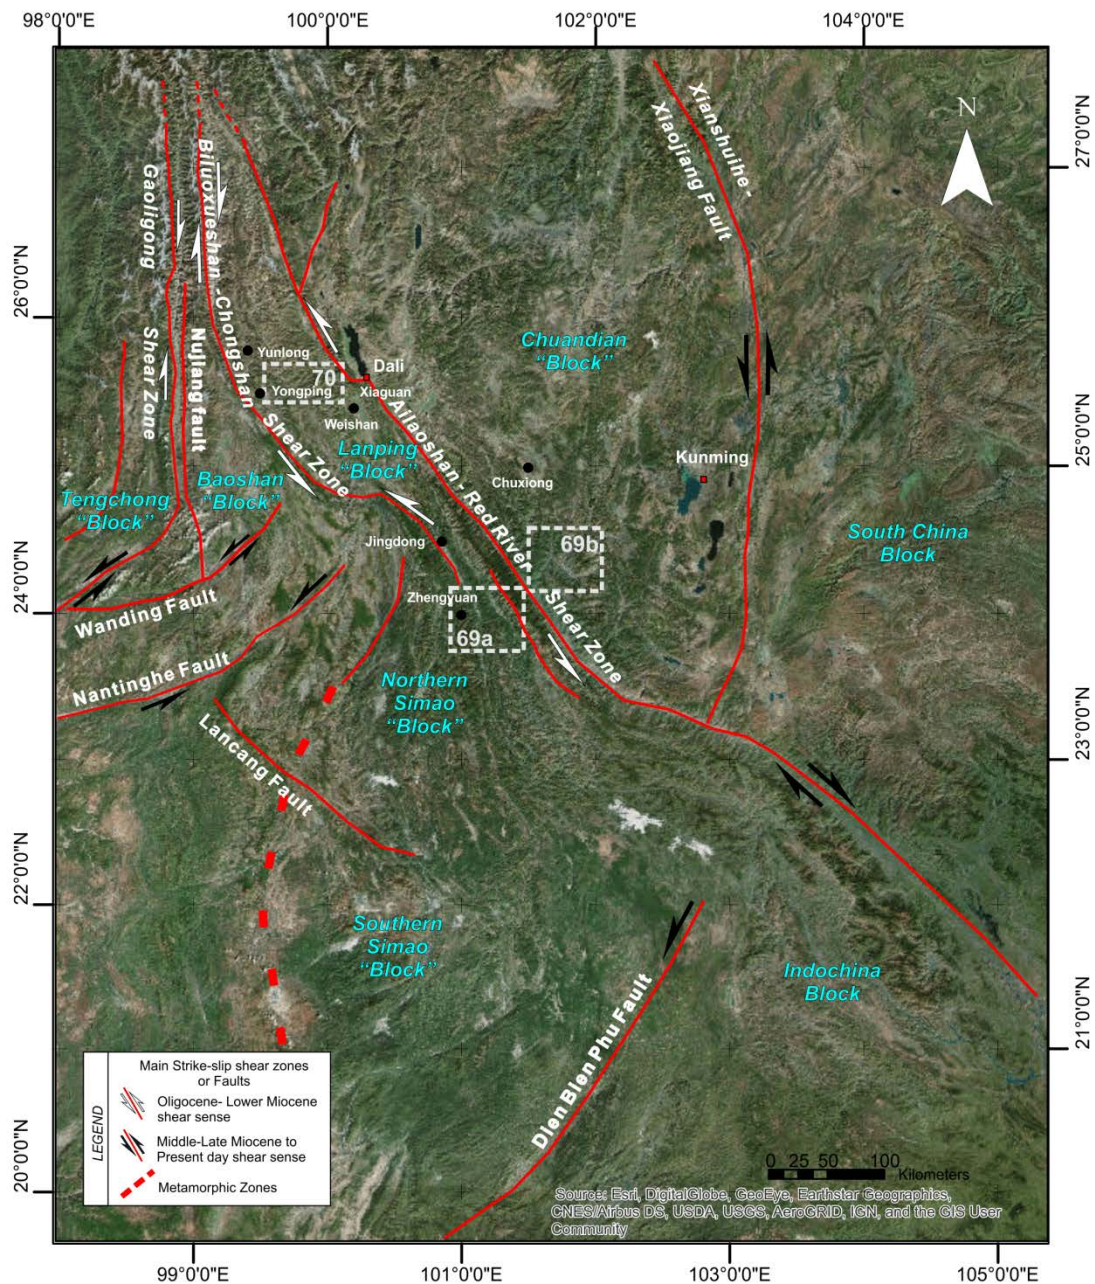 98°0'0"E
100°0'0"E
102°0'0"E
104°0'0"E
27°0'0"N
26°0'0"N
25°0'0"N
24°0'0"N
23°0'0"N
22°0'0"N
21°0'0"N
20°0'0"N
N
Xianshuihe -
Xiaojiang Fault
Gaoligong
Shear Zone
Biluoxueshan - Chongshan
Shear Zone
Nujiang fault
Chuandian
"Block"
Yunlong
70
Yongping
Dali
Xiaguan
Weishan
Lanping
"Block"
Ailaoshan - Red River
Shear Zone
Kunming
Chuxiong
Baoshan
"Block"
Tengchong
"Block"
South China
Block
Jingdong
69b
Zhengyuan
69a
Wanding Fault
Nantinghe Fault
Northern
Simao
"Block"
Lancang Fault
Southern
Simao
"Block"
Indochina
Block
Dien Bien Phu Fault
LEGEND
Main Strike-slip shear zones
or Faults
Oligocene- Lower Miocene
shear sense
Middle-Late Miocene to
Present day shear sense
Metamorphic Zones
0 25 50 100
Kilometers
Source: Esri, DigitalGlobe, GeoEye, Earthstar Geographics,
CNES/Airbus DS, USDA, USGS, AeroGRID, IGN, and the GIS User
Community
99°0'0"E
101°0'0"E
103°0'0"E
105°0'0"E